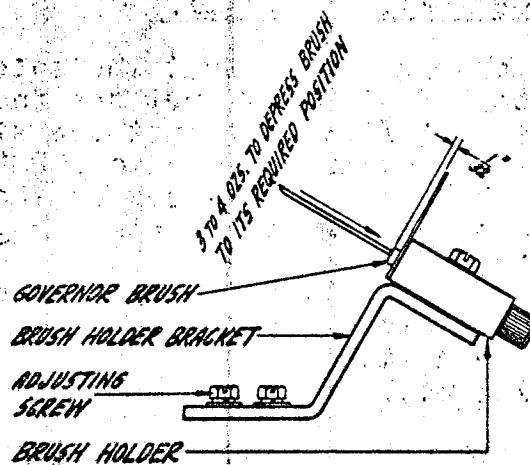 3 TO 4 OZS. TO DEPRESS BRUSH
TO ITS REQUIRED POSITION
GOVERNOR BRUSH
BRUSH HOLDER BRACKET
ADJUSTING
SCREW
BRUSH HOLDER